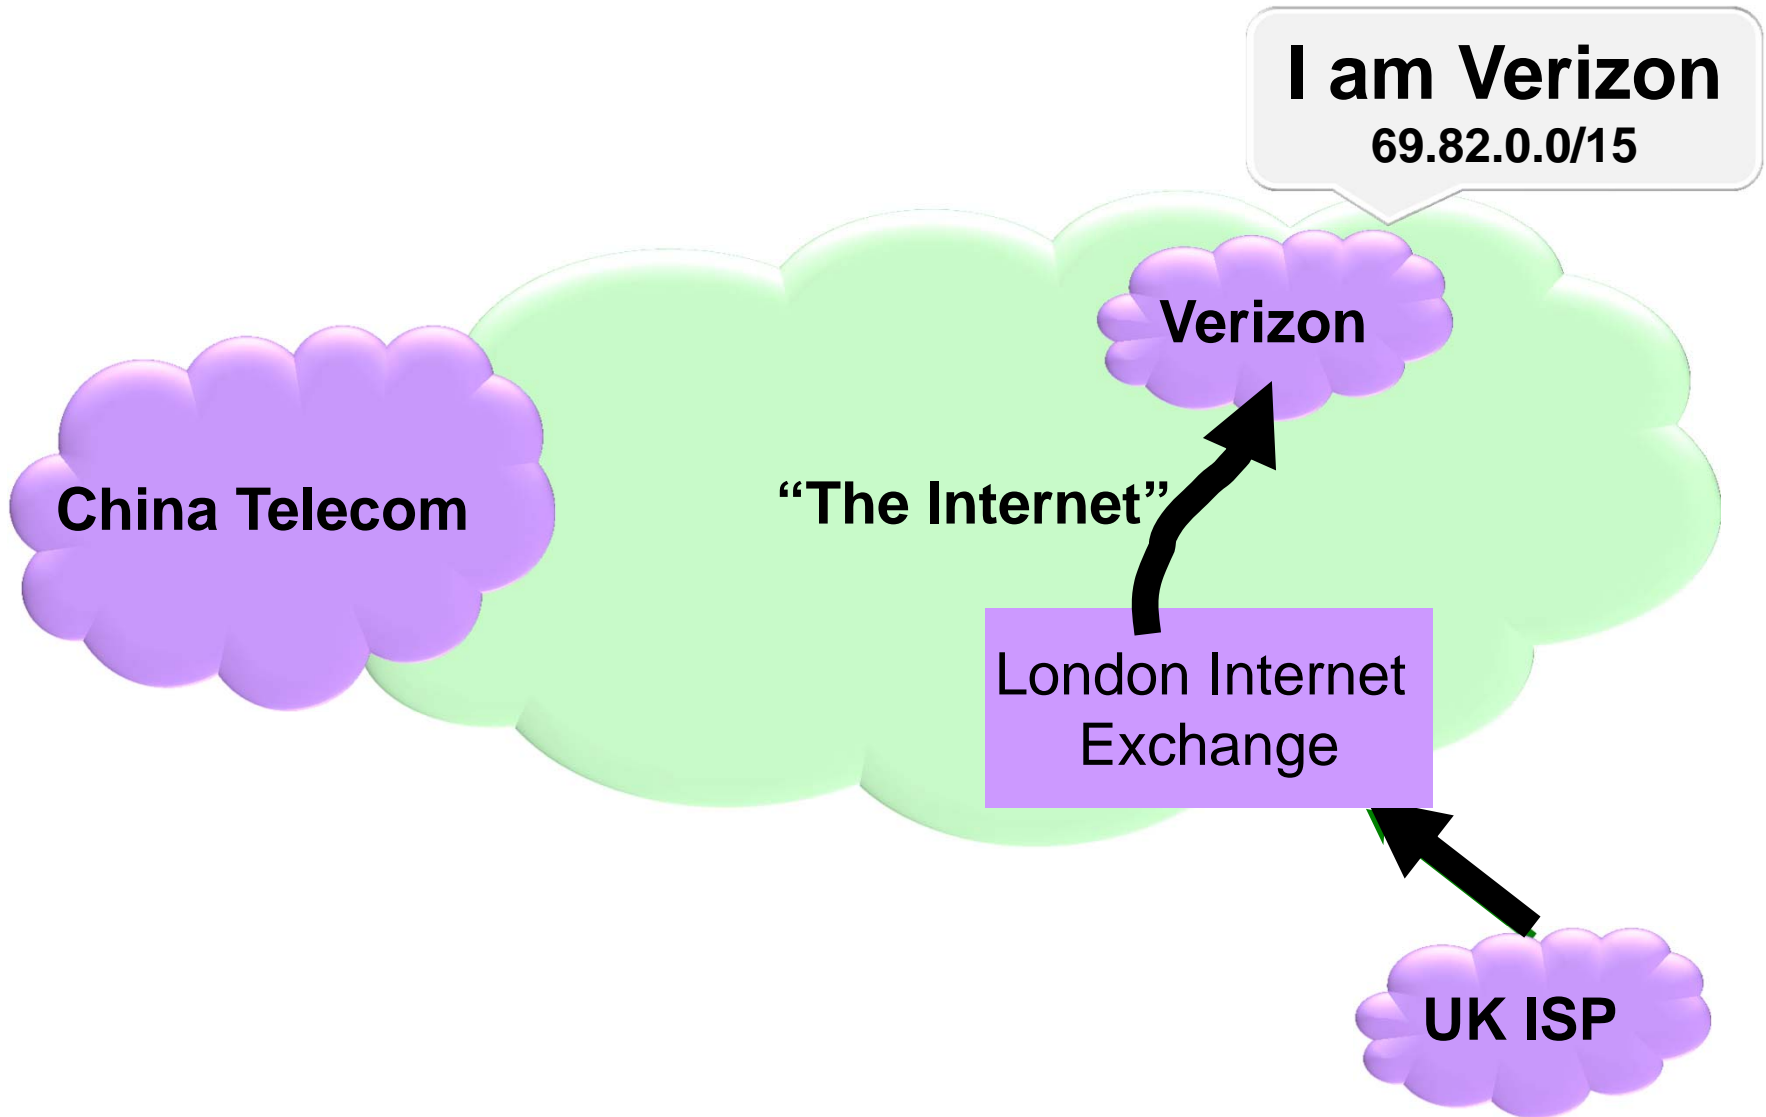 I am Verizon
69.82.0.0/15
Verizon
China Telecom
“The Internet”
London Internet
Exchange
UK ISP